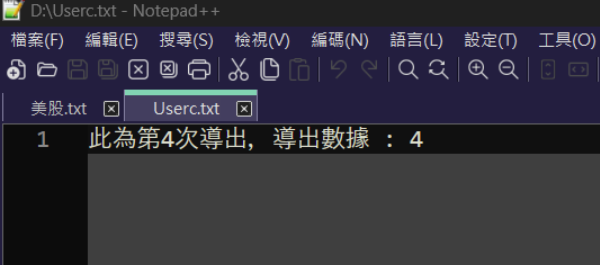 D:\Userc.txt - Notepad++
檔案(F) 編輯(E) 搜尋(S) 檢視(V) 編碼(N) 語言(L) 設定(T) 工具(O)
美股.txt Userc.txt
1 此為第4次導出, 導出數據 : 4